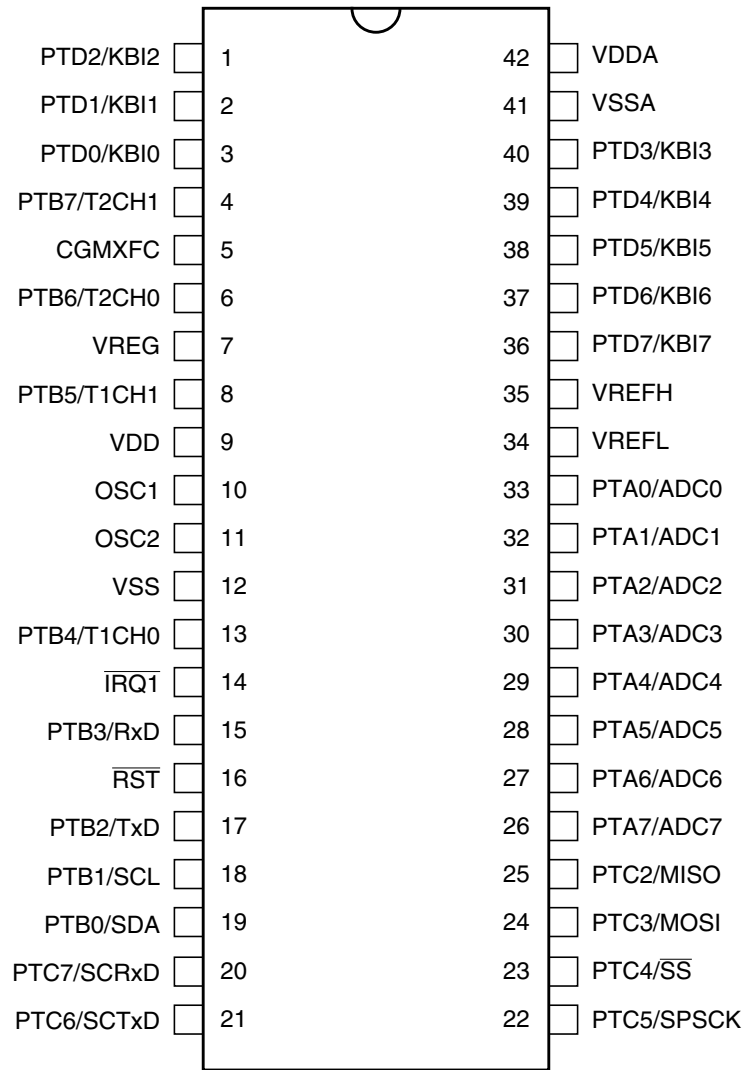 PTD2/KBI2 1 42 VDDA
PTD1/KBI1 2 41 VSSA
PTD0/KBI0 3 40 PTD3/KBI3
PTB7/T2CH1 4 39 PTD4/KBI4
CGMXFC 5 38 PTD5/KBI5
PTB6/T2CH0 6 37 PTD6/KBI6
VREG 7 36 PTD7/KBI7
PTB5/T1CH1 8 35 VREFH
VDD 9 34 VREFL
OSC1 10 33 PTA0/ADC0
OSC2 11 32 PTA1/ADC1
VSS 12 31 PTA2/ADC2
PTB4/T1CH0 13 30 PTA3/ADC3
I̅R̅Q̅1̅ 14 29 PTA4/ADC4
PTB3/RxD 15 28 PTA5/ADC5
R̅S̅T̅ 16 27 PTA6/ADC6
PTB2/TxD 17 26 PTA7/ADC7
PTB1/SCL 18 25 PTC2/MISO
PTB0/SDA 19 24 PTC3/MOSI
PTC7/SCRxD 20 23 PTC4/S̅S̅
PTC6/SCTxD 21 22 PTC5/SPSCK